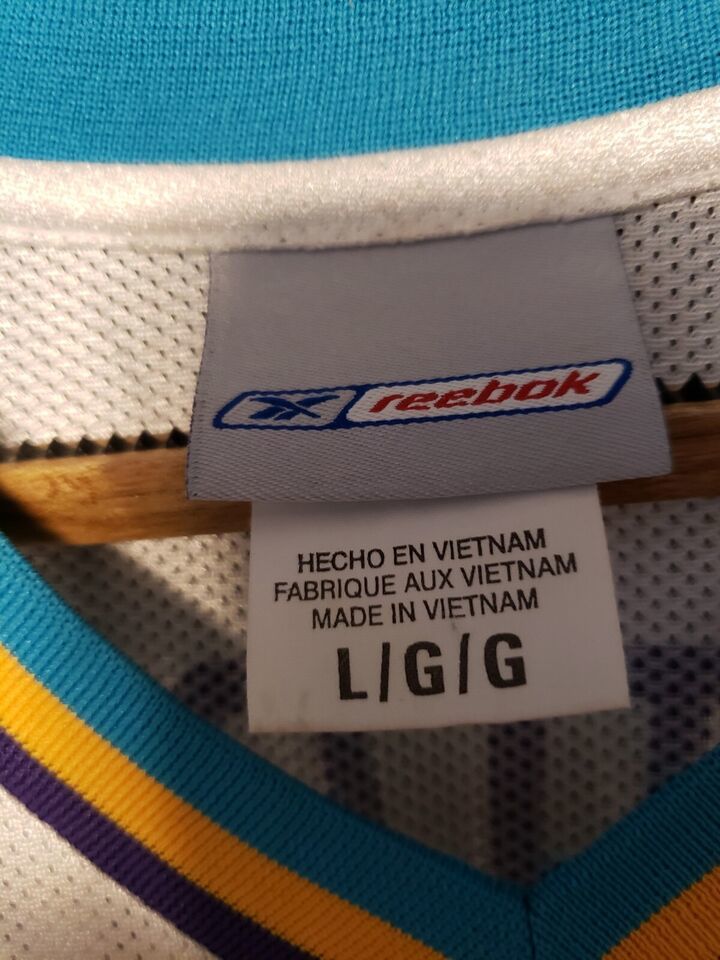 reebok
HECHO EN VIETNAM
FABRIQUE AUX VIETNAM
MADE IN VIETNAM
L/G/G